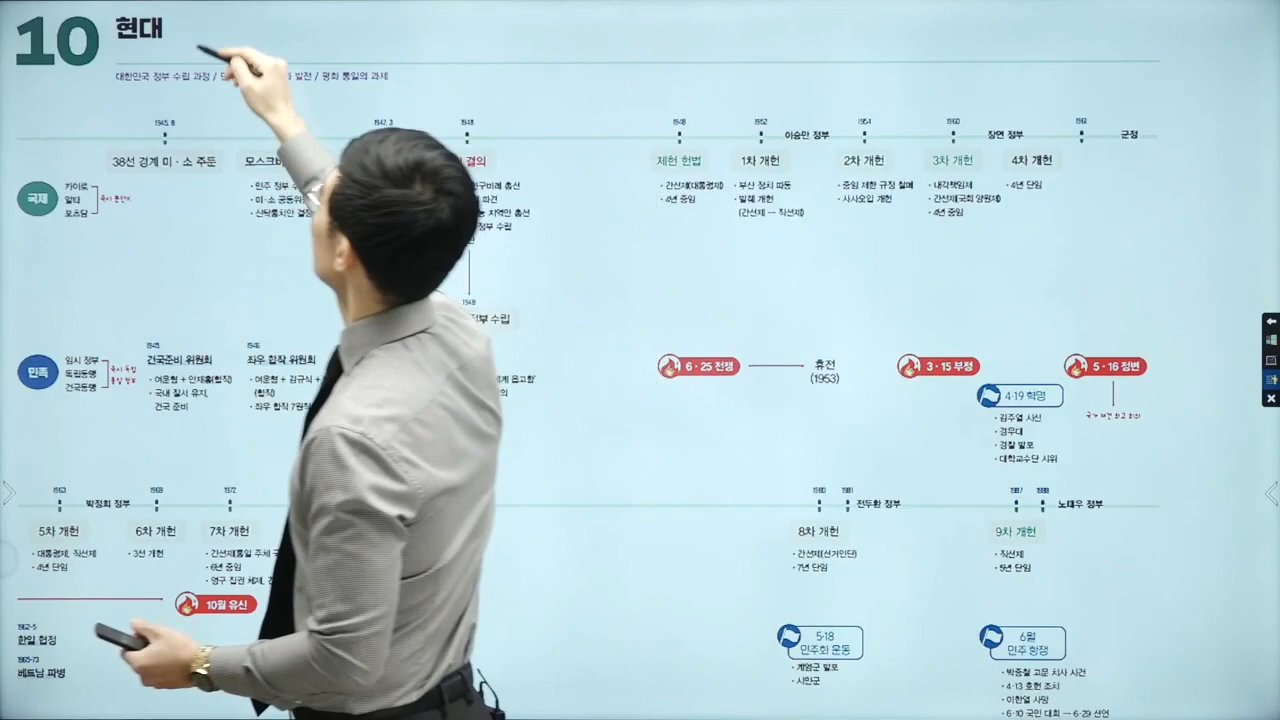 10 현대
대한민국 정부 수립 과정 / 발전 / 평화 통일의 과제
1945. 8 1947. 3 1948 1948 1952 이승만 정부 1954 1960 장면 정부 1961 군정
38선 경계 미·소 주둔
국제
카이로
얄타
포츠담
· 민주 정부
· 미·소 공동위
· 신탁통치안 결정
결의
구비례 총선
파견
지역만 총선
정부 수립
1948
정부 수립
제헌 헌법
· 간선제(대통령제)
· 4년 중임
1차 개헌
· 부산 정치 파동
· 발췌 개헌
(간선제 → 직선제)
2차 개헌
· 중임 제한 규정 철폐
· 사사오입 개헌
3차 개헌
· 내각책임제
· 간선제(국회 양원제)
· 4년 중임
4차 개헌
· 4년 단임
민족
임시 정부
독립동맹
건국동맹
1945
건국준비 위원회
· 여운형 + 안재홍(합작)
· 국내 질서 유지,
건국 준비
1946
좌우 합작 위원회
· 여운형 + 김규식 +
(합작)
· 좌우 합작 7원칙
6·25 전쟁
휴전
(1953)
3·15 부정
4·19 혁명
· 김주열 사선
· 경무대
· 경찰 발포
· 대학교수단 시위
5·16 정변
1963 박정희 정부 1969 1972 1980 1981 전두환 정부 1987 1988 노태우 정부
5차 개헌
· 대통령제, 직선제
· 4년 단임
6차 개헌
· 3선 개헌
7차 개헌
· 간선제(통일 주체
· 6년 중임
· 영구 집권 체제,
8차 개헌
· 간선제(선거인단)
· 7년 단임
9차 개헌
· 직선제
· 5년 단임
10월 유신
1962-5
한일 협정
1965-73
베트남 파병
5·18
민주화 운동
· 계엄군 발포
· 시민군
6월
민주 항쟁
· 박종철 고문 치사 사건
· 4·13 호헌 조치
· 이한열 사망
· 6·10 국민 대회 → 6·29 선언